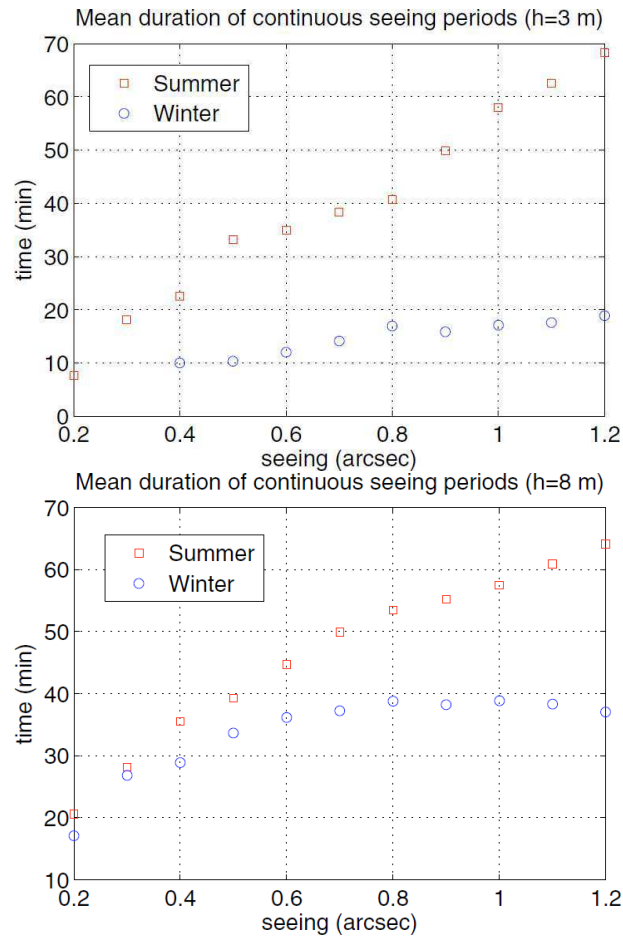 Mean duration of continuous seeing periods (h=3 m)
70
60
50
40
30
20
10
0
time (min)
Summer
Winter
0.2 0.4 0.6 0.8 1 1.2
seeing (arcsec)
Mean duration of continuous seeing periods (h=8 m)
70
60
50
40
30
20
10
time (min)
Summer
Winter
0.2 0.4 0.6 0.8 1 1.2
seeing (arcsec)